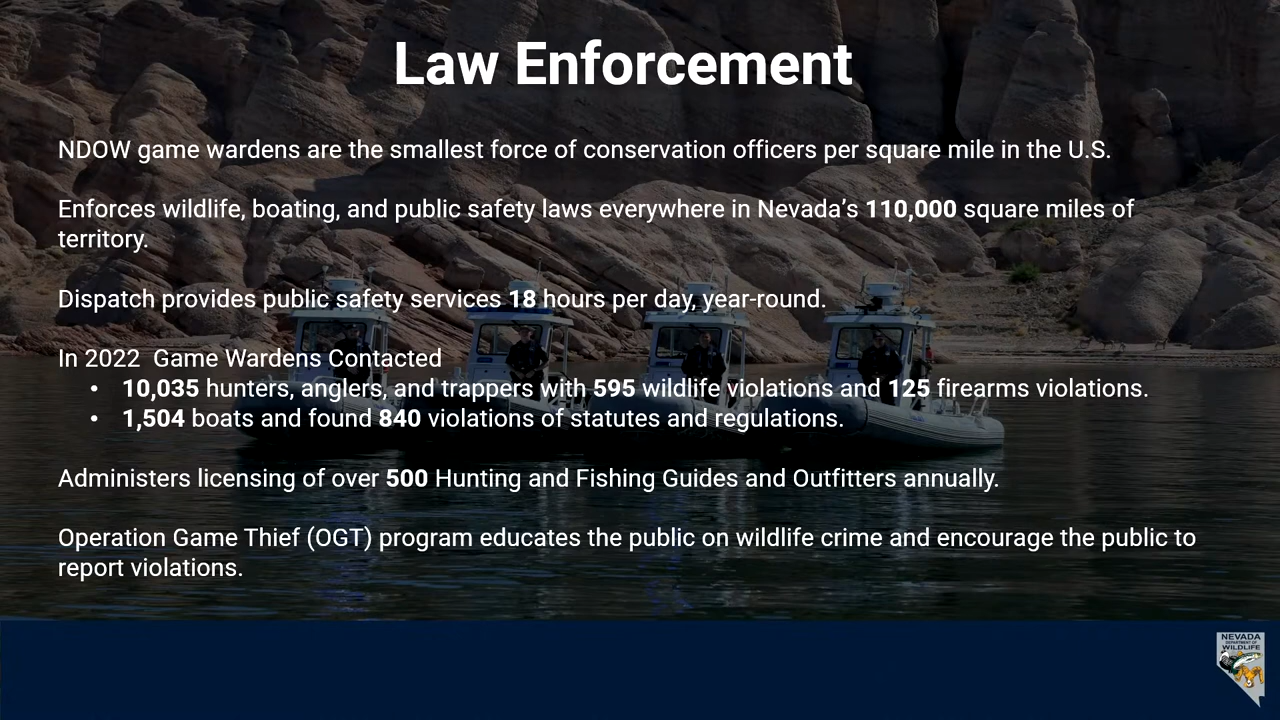 Law Enforcement
NDOW game wardens are the smallest force of conservation officers per square mile in the U.S.
Enforces wildlife, boating, and public safety laws everywhere in Nevada’s 110,000 square miles of
territory.
Dispatch provides public safety services 18 hours per day, year-round.
In 2022  Game Wardens Contacted
• 10,035 hunters, anglers, and trappers with 595 wildlife violations and 125 firearms violations.
• 1,504 boats and found 840 violations of statutes and regulations.
Administers licensing of over 500 Hunting and Fishing Guides and Outfitters annually.
Operation Game Thief (OGT) program educates the public on wildlife crime and encourage the public to
report violations.
NEVADA
DEPARTMENT OF
WILDLIFE